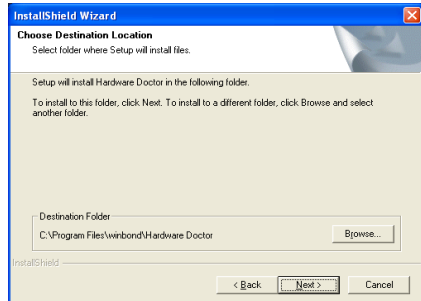 InstallShield Wizard
Choose Destination Location
Select folder where Setup will install files.
Setup will install Hardware Doctor in the following folder.
To install to this folder, click Next. To install to a different folder, click Browse and select
another folder.
Destination Folder
C:\Program Files\winbond\Hardware Doctor
Browse...
InstallShield
< Back
Next >
Cancel